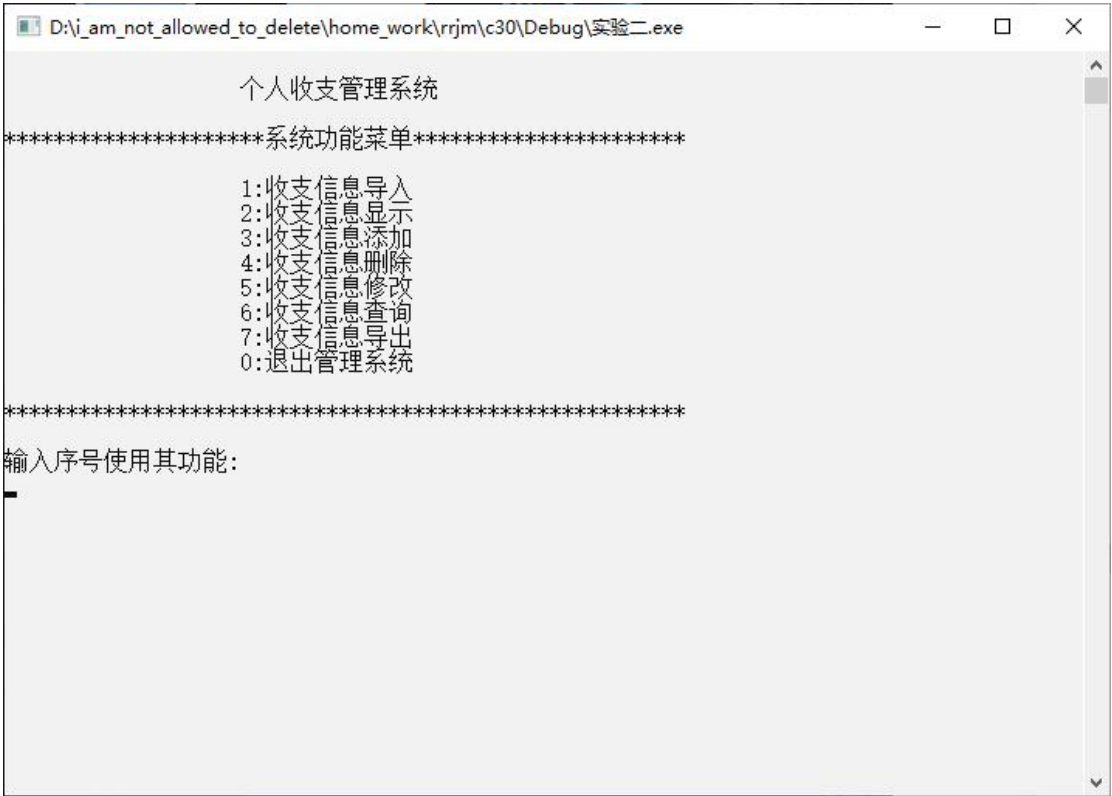 D:\i_am_not_allowed_to_delete\home_work\rrjm\c30\Debug\实验二.exe
个人收支管理系统
*********************系统功能菜单**********************
1:收支信息导入
2:收支信息显示
3:收支信息添加
4:收支信息删除
5:收支信息修改
6:收支信息查询
7:收支信息导出
0:退出管理系统
*******************************************************
输入序号使用其功能: